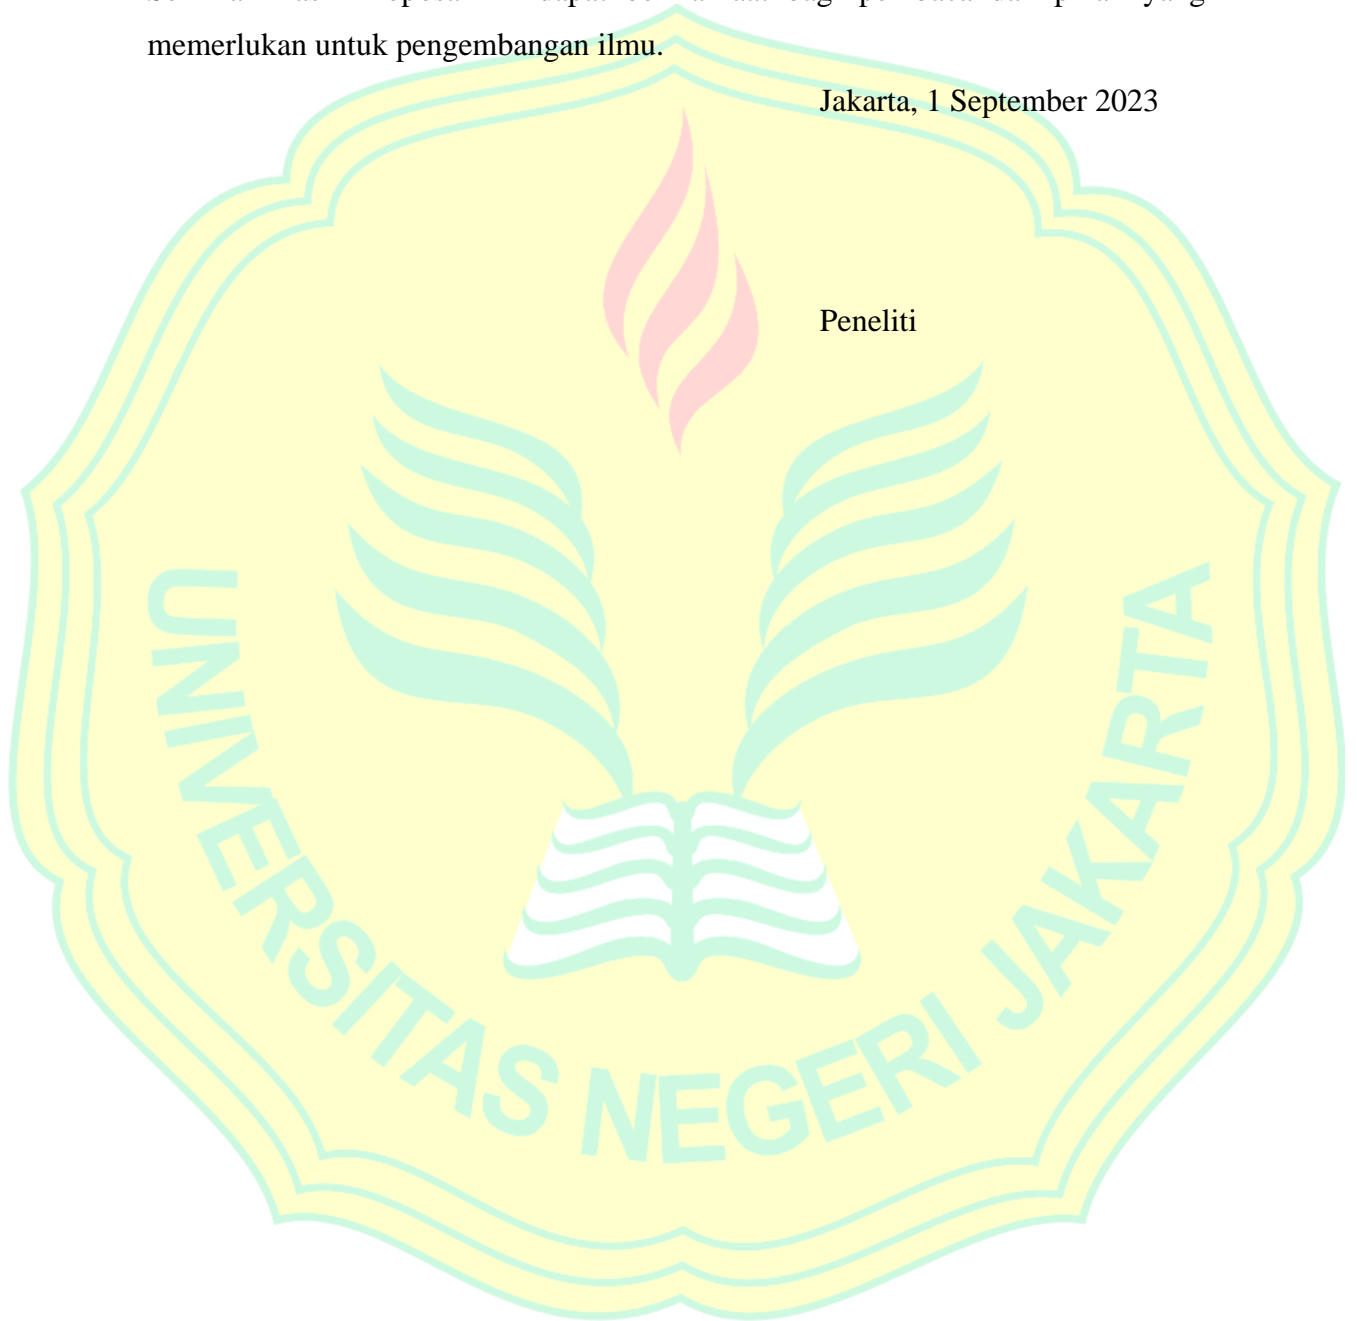 memerlukan untuk pengembangan ilmu.
Jakarta, 1 September 2023
Peneliti
UNIVERSITAS NEGERI JAKARTA